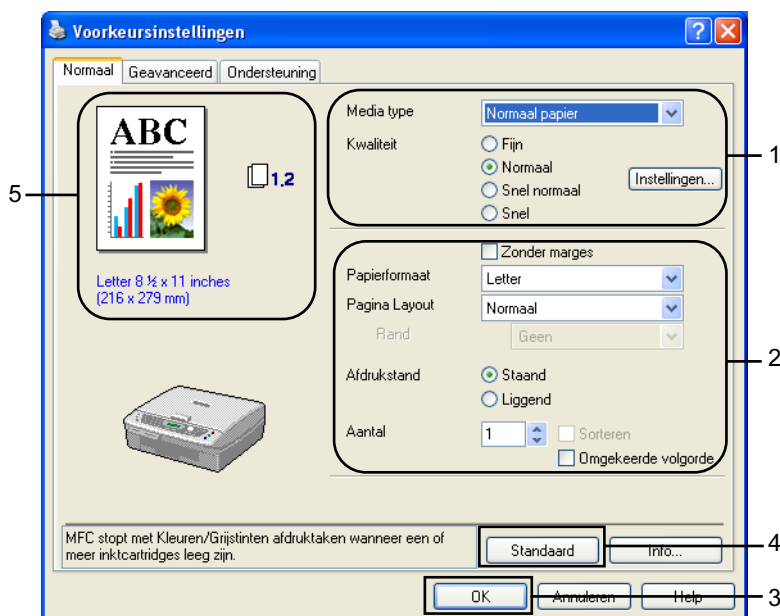 Voorkeursinstellingen
Normaal Geavanceerd Ondersteuning
ABC
1.2
Letter 8 ½ x 11 inches
(216 x 279 mm)
5
Media type Normaal papier
Kwaliteit Fijn
Normaal
Snel normaal
Snel
Instellingen...
1
Zonder marges
Papierformaat Letter
Pagina Layout Normaal
Rand Geen
Afdrukstand Staand
Liggend
Aantal 1 Sorteren
Omgekeerde volgorde
2
MFC stopt met Kleuren/Grijstinten afdruktaken wanneer een of
meer inktcartridges leeg zijn.
Standaard Info...
4
OK Annuleren Help
3